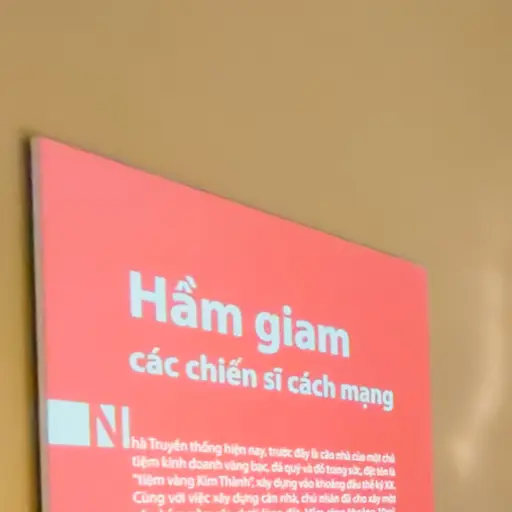 Hầm giam
các chiến sĩ cách mạng
Nhà Truyền thống hiện nay, trước đây là căn nhà của một chủ
tiệm kinh doanh vàng bạc, đá quý và đồ trang sức, đặt tên là
"tiệm vàng Kim Thành", xây dựng vào khoảng đầu thế kỷ XX.
Cùng với việc xây dựng căn nhà, chủ nhân đã cho xây một